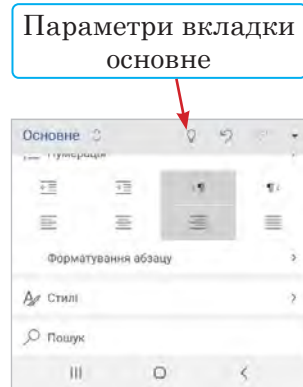 Параметри вкладки
основне
Основне
Нумерація
Форматування абзацу
Стилі
Пошук